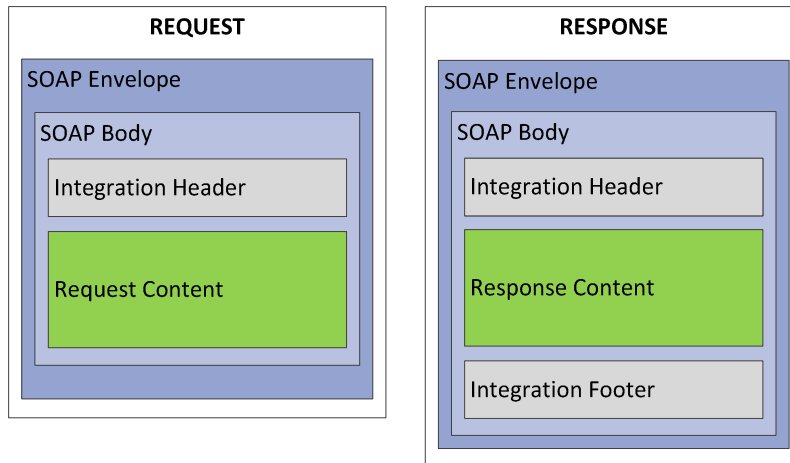 REQUEST
SOAP Envelope
SOAP Body
Integration Header
Request Content
RESPONSE
SOAP Envelope
SOAP Body
Integration Header
Response Content
Integration Footer